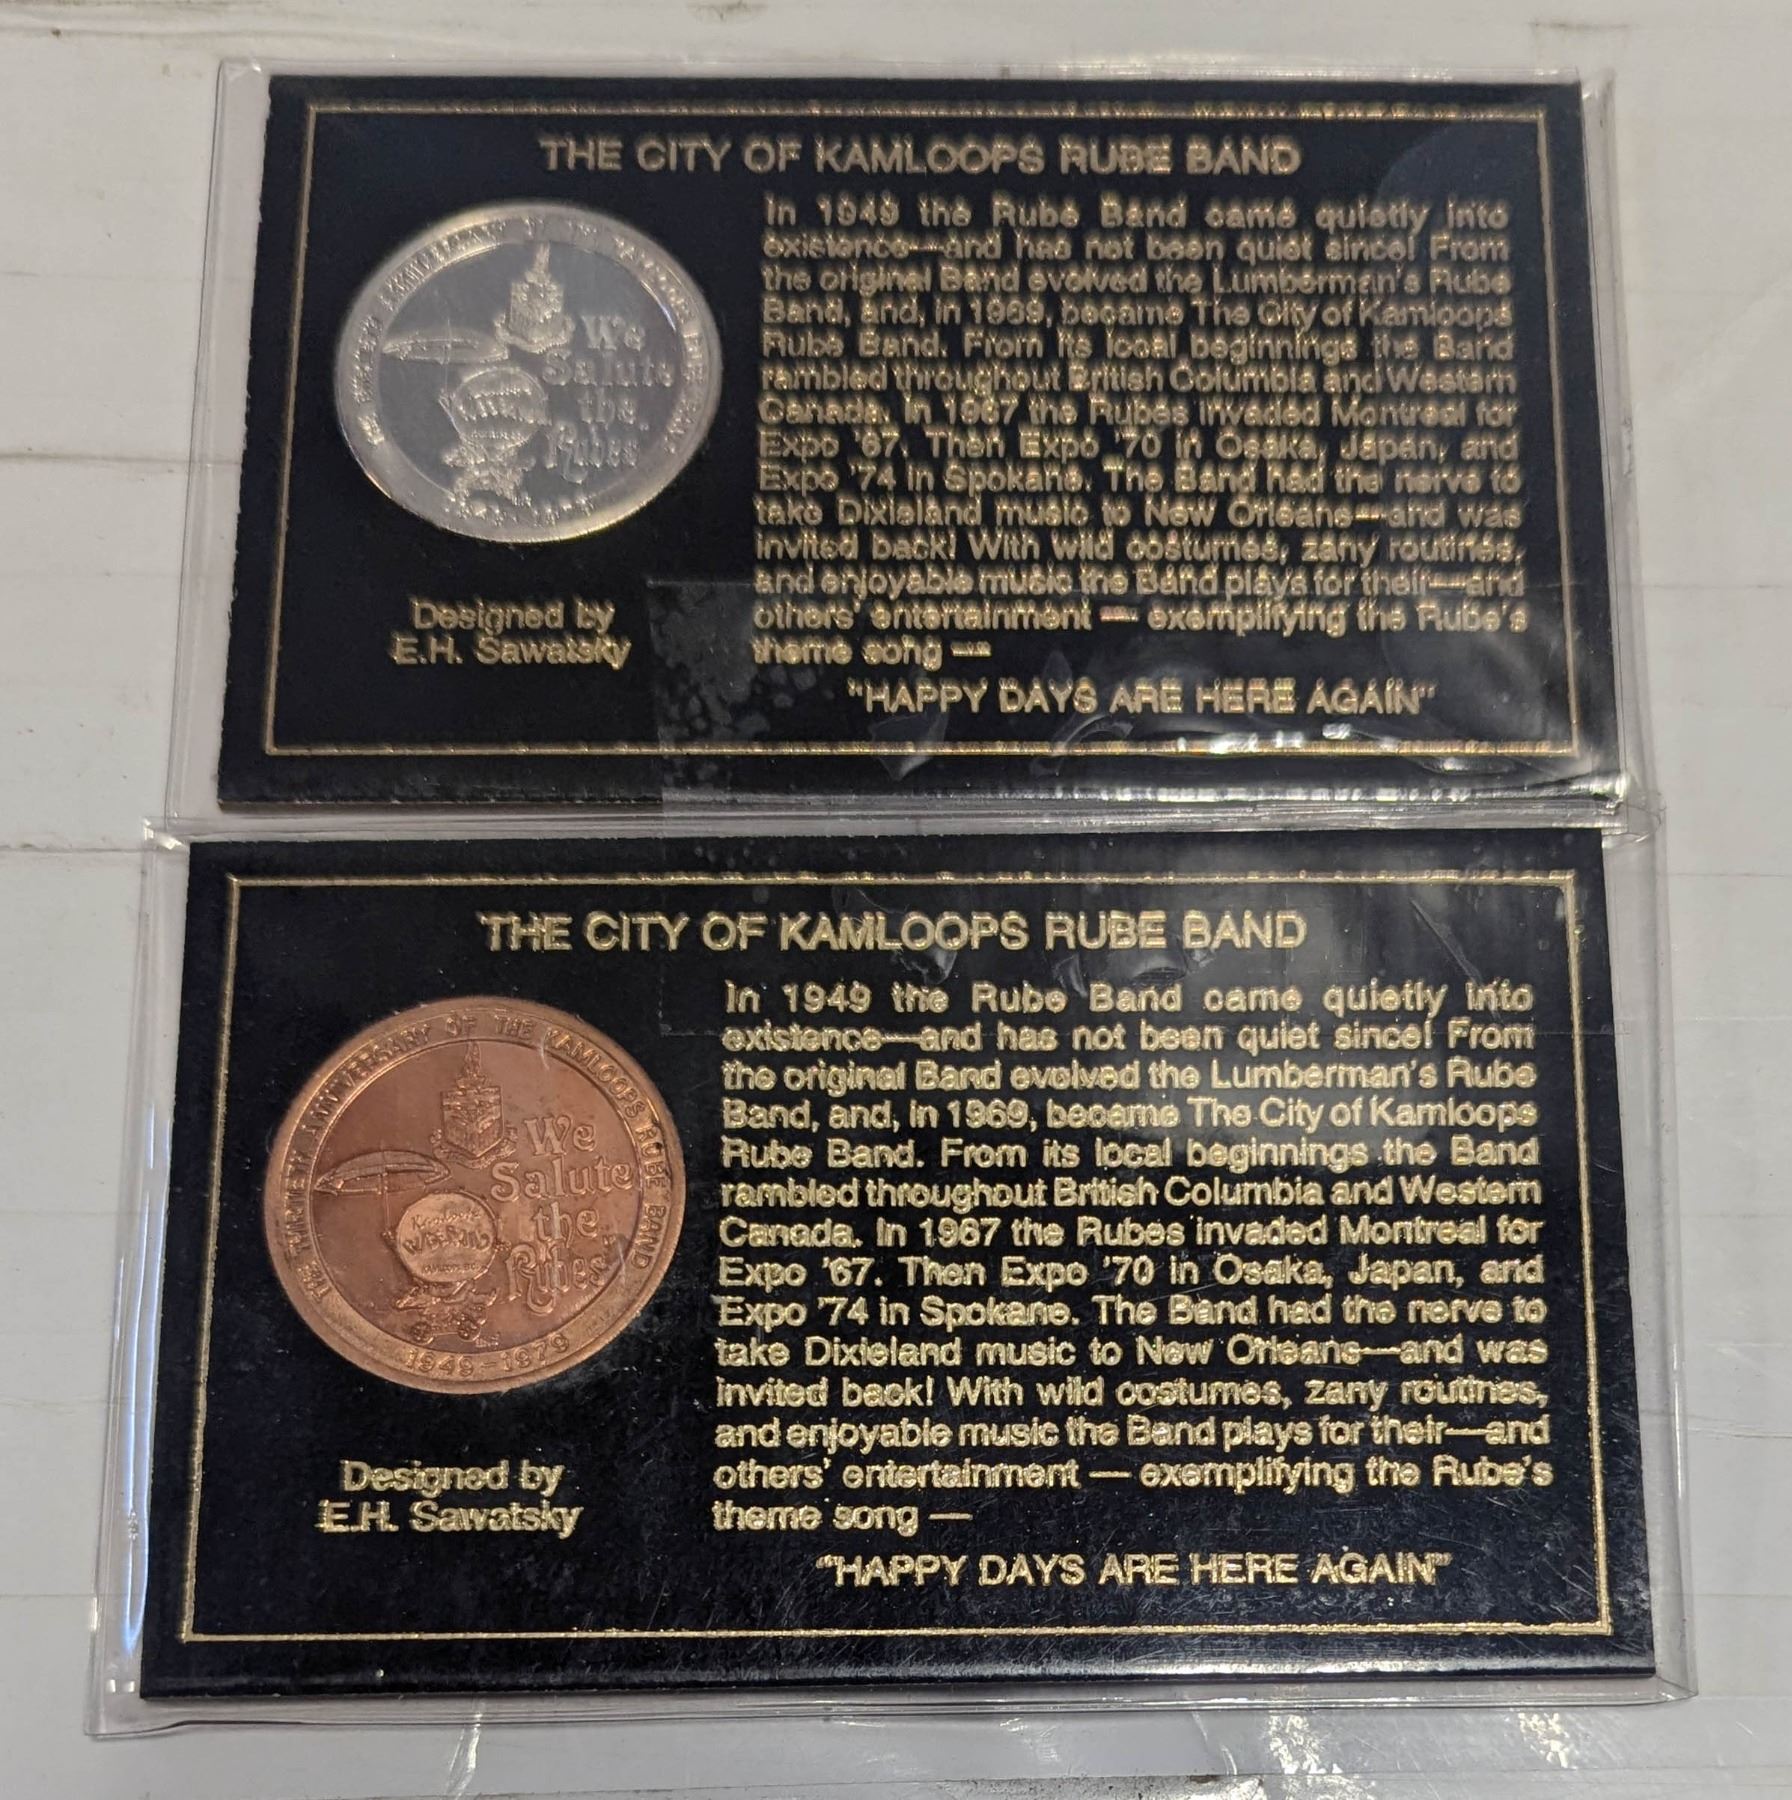 THE CITY OF KAMLOOPS RUBE BAND
In 1949 the Rube Band came quietly into
existence—and has not been quiet since! From
the original Band evolved the Lumberman's Rube
Band, and, in 1969, became The City of Kamloops
Rube Band. From its local beginnings the Band
rambled throughout British Columbia and Western
Canada. In 1967 the Rubes invaded Montreal for
Expo '67. Then Expo '70 in Osaka, Japan, and
Expo '74 in Spokane. The Band had the nerve to
take Dixieland music to New Orleans—and was
invited back! With wild costumes, zany routines,
and enjoyable music the Band plays for their—and
others' entertainment — exemplifying the Rube's
theme song —
"HAPPY DAYS ARE HERE AGAIN"
We
Salute
the
Rubes
Designed by
E.H. Sawatsky
THE CITY OF KAMLOOPS RUBE BAND
In 1949 the Rube Band came quietly into
existence—and has not been quiet since! From
the original Band evolved the Lumberman's Rube
Band, and, in 1969, became The City of Kamloops
Rube Band. From its local beginnings the Band
rambled throughout British Columbia and Western
Canada. In 1967 the Rubes invaded Montreal for
Expo '67. Then Expo '70 in Osaka, Japan, and
Expo '74 in Spokane. The Band had the nerve to
take Dixieland music to New Orleans—and was
invited back! With wild costumes, zany routines,
and enjoyable music the Band plays for their—and
others' entertainment — exemplifying the Rube's
theme song —
"HAPPY DAYS ARE HERE AGAIN"
THE THIRTIETH ANNIVERSARY OF THE KAMLOOPS RUBE BAND
We
Salute
the
Rubes
Kamloops
KAMLOOPS, B.C.
1949-1979
Designed by
E.H. Sawatsky